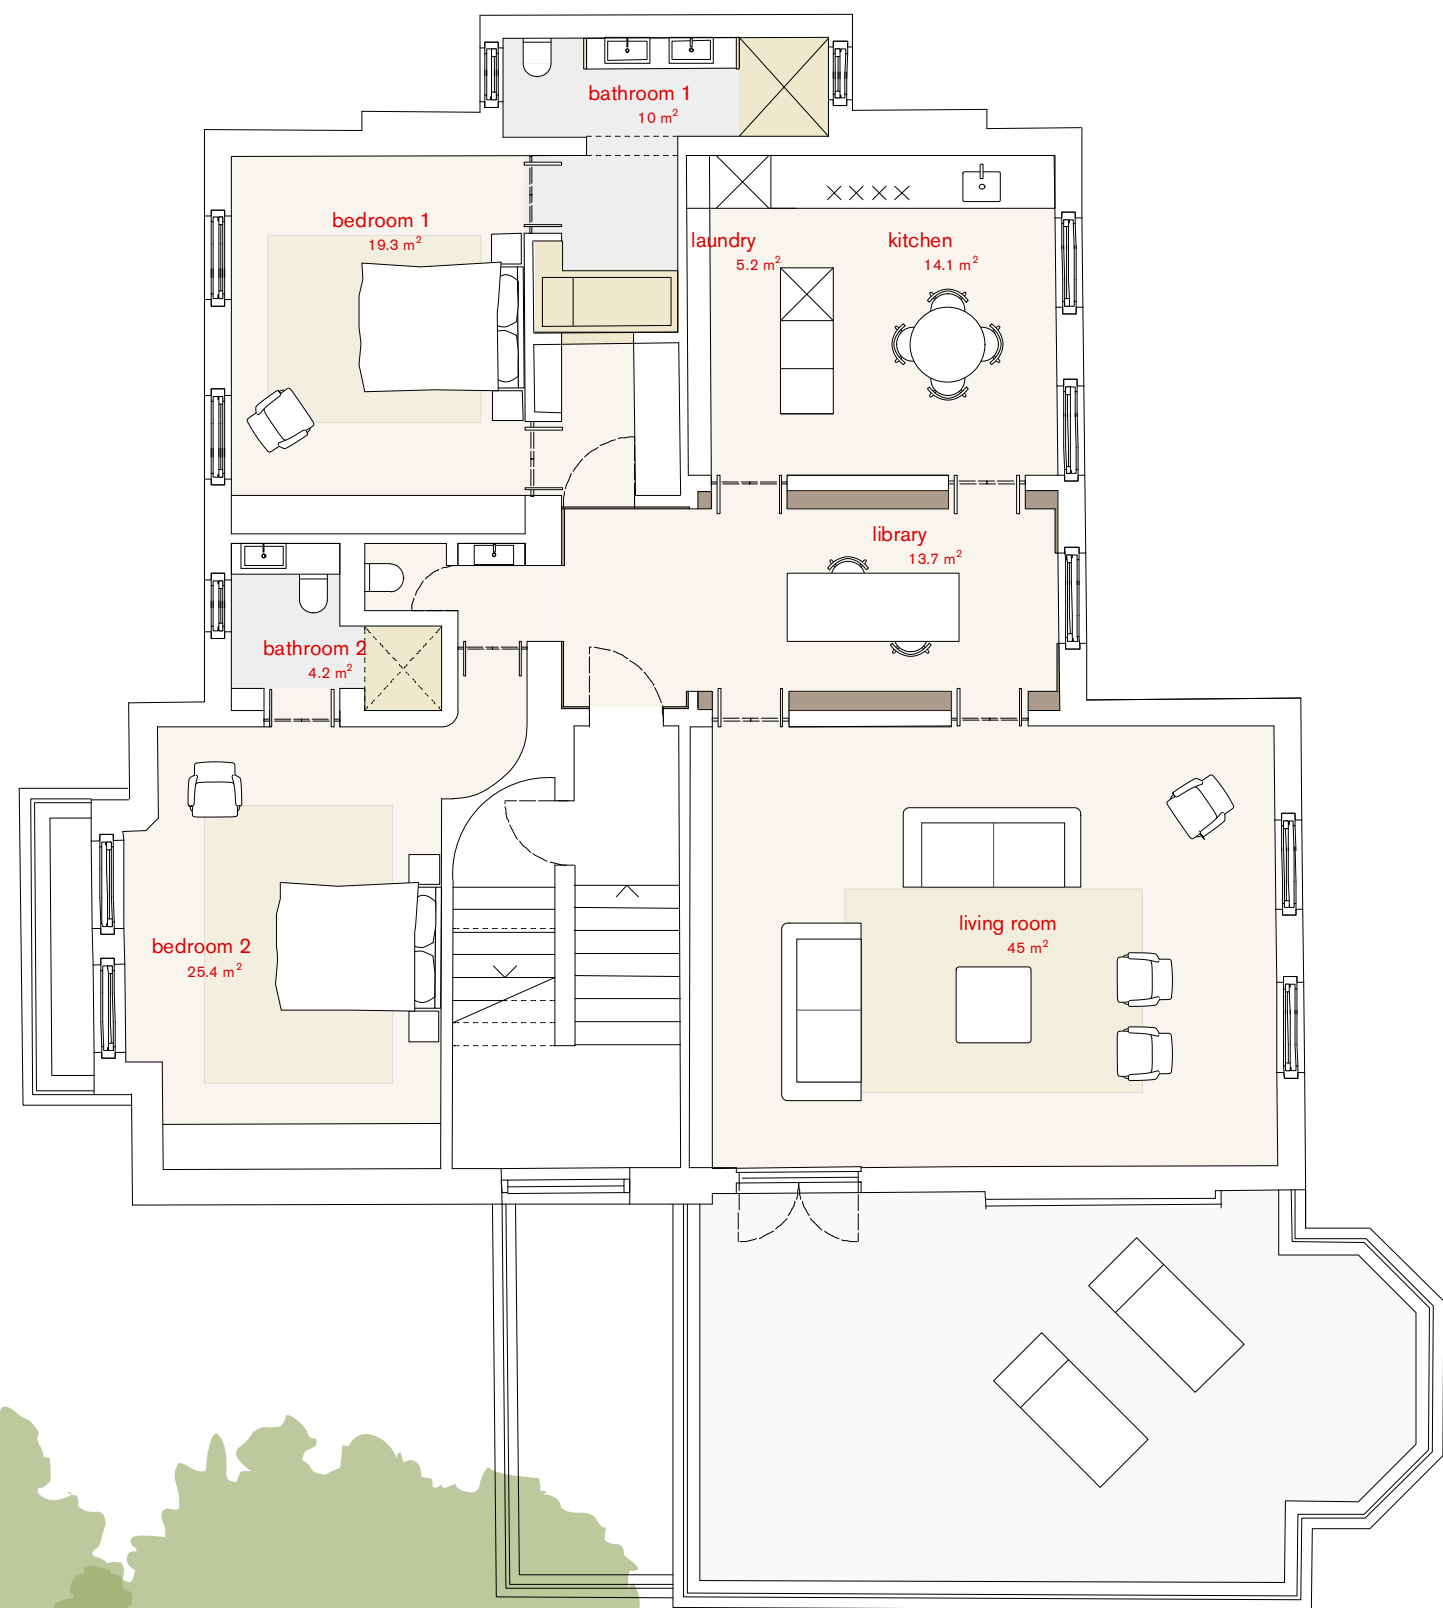 bathroom 1
10 m²
bedroom 1
19.3 m²
laundry
5.2 m²
kitchen
14.1 m²
library
13.7 m²
bathroom 2
4.2 m²
bedroom 2
25.4 m²
living room
45 m²